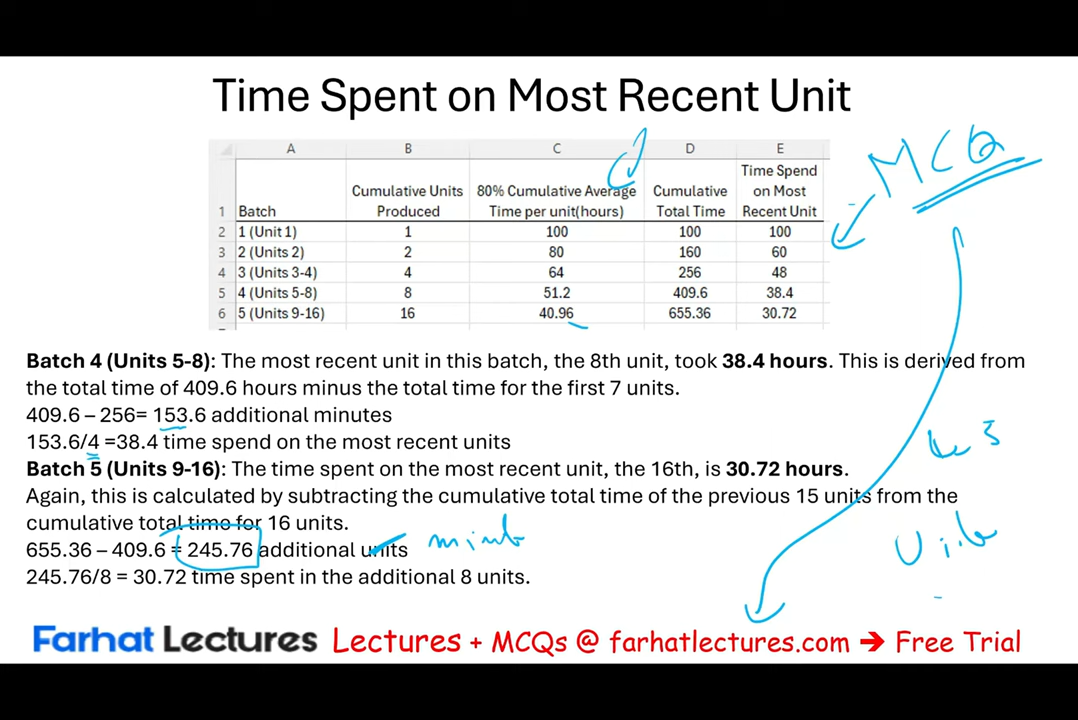 Time Spent on Most Recent Unit
A B C D E
Time Spend
Cumulative Units 80% Cumulative Average Cumulative on Most
1 Batch Produced Time per unit(hours) Total Time Recent Unit
2 1 (Unit 1) 1 100 100 100
3 2 (Units 2) 2 80 160 60
4 3 (Units 3-4) 4 64 256 48
5 4 (Units 5-8) 8 51.2 409.6 38.4
6 5 (Units 9-16) 16 40.96 655.36 30.72
MCQ
Batch 4 (Units 5-8): The most recent unit in this batch, the 8th unit, took 38.4 hours. This is derived from
the total time of 409.6 hours minus the total time for the first 7 units.
409.6 – 256= 153.6 additional minutes
153.6/4 =38.4 time spend on the most recent units
Batch 5 (Units 9-16): The time spent on the most recent unit, the 16th, is 30.72 hours.
Again, this is calculated by subtracting the cumulative total time of the previous 15 units from the
cumulative total time for 16 units.
655.36 – 409.6 = 245.76 additional units
245.76/8 = 30.72 time spent in the additional 8 units.
Farhat Lectures Lectures + MCQs @ farhatlectures.com ➔ Free Trial